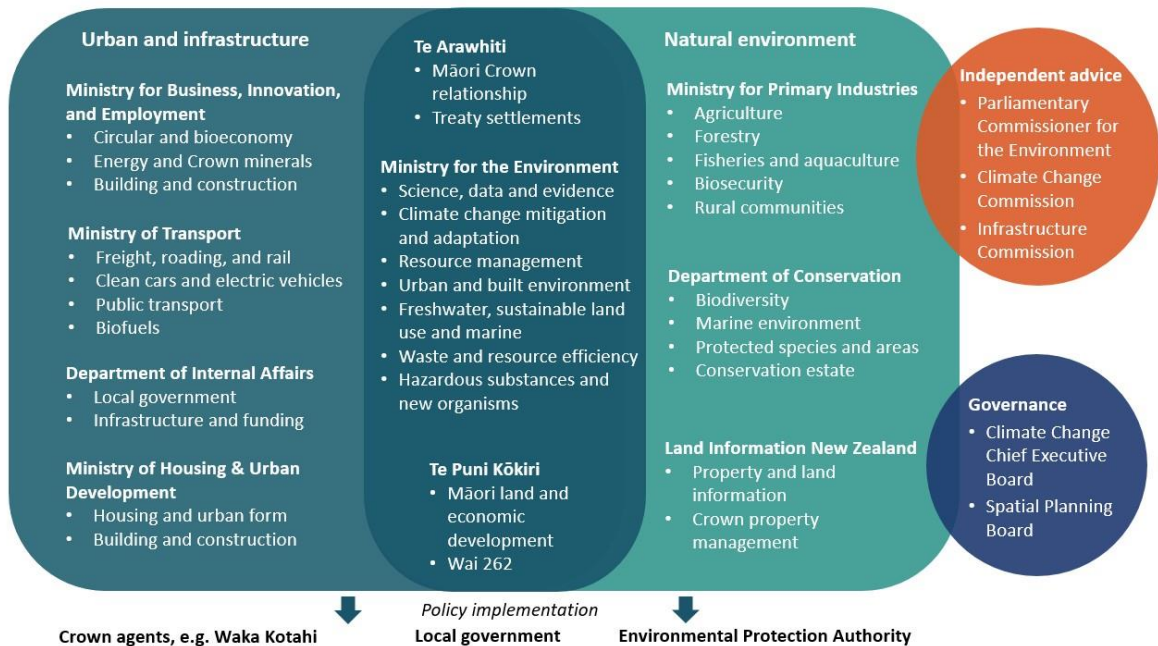 Urban and infrastructure
Ministry for Business, Innovation,
and Employment
• Circular and bioeconomy
• Energy and Crown minerals
• Building and construction
Ministry of Transport
• Freight, roading, and rail
• Clean cars and electric vehicles
• Public transport
• Biofuels
Department of Internal Affairs
• Local government
• Infrastructure and funding
Ministry of Housing & Urban
Development
• Housing and urban form
• Building and construction
Te Arawhiti
• Māori Crown
relationship
• Treaty settlements
Ministry for the Environment
• Science, data and evidence
• Climate change mitigation
and adaptation
• Resource management
• Urban and built environment
• Freshwater, sustainable land
use and marine
• Waste and resource efficiency
• Hazardous substances and
new organisms
Te Puni Kōkiri
• Māori land and
economic
development
• Wai 262
Natural environment
Ministry for Primary Industries
• Agriculture
• Forestry
• Fisheries and aquaculture
• Biosecurity
• Rural communities
Department of Conservation
• Biodiversity
• Marine environment
• Protected species and areas
• Conservation estate
Land Information New Zealand
• Property and land
information
• Crown property
management
Independent advice
• Parliamentary
Commissioner for
the Environment
• Climate Change
Commission
• Infrastructure
Commission
Governance
• Climate Change
Chief Executive
Board
• Spatial Planning
Board
Policy implementation
Crown agents, e.g. Waka Kotahi
Local government
Environmental Protection Authority